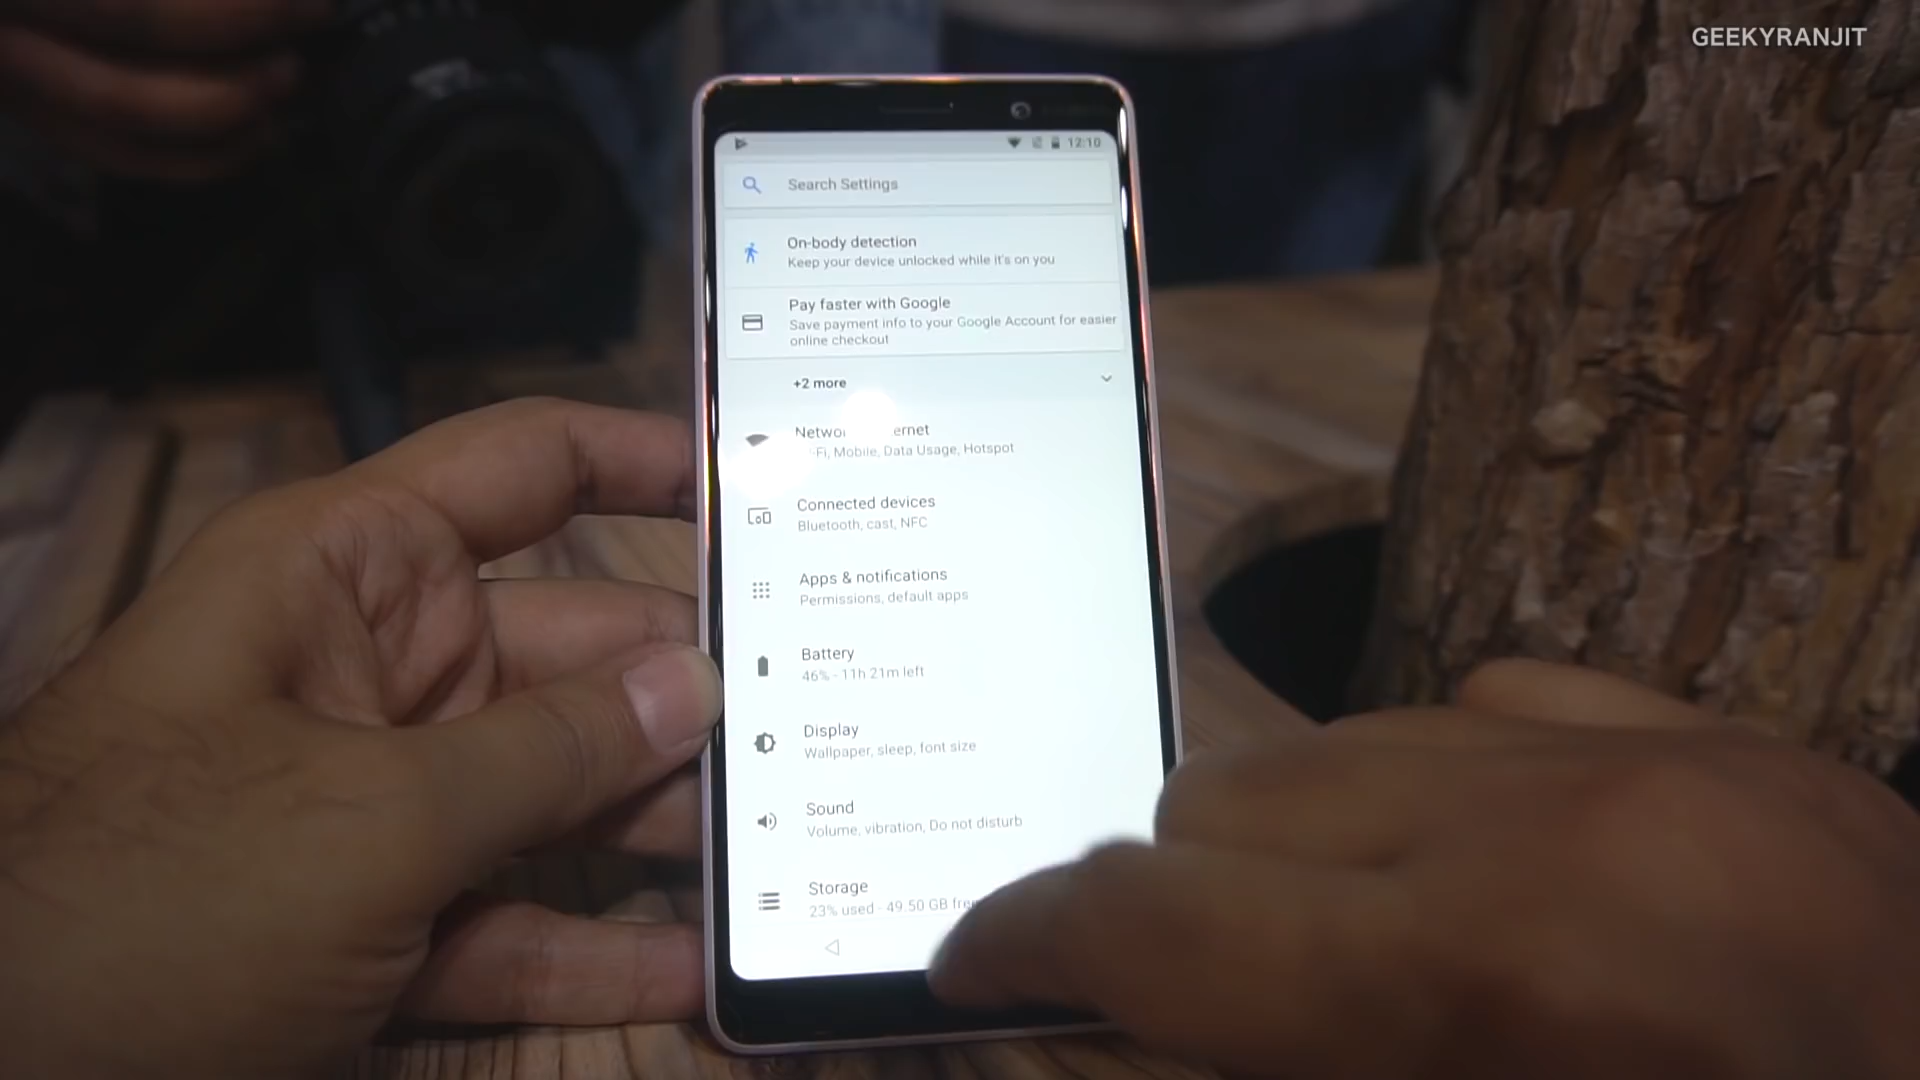 GEEKYRANJIT
12:10
Search Settings
On-body detection
Keep your device unlocked while it's on you
Pay faster with Google
Save payment info to your Google Account for easier
online checkout
+2 more
Netwo ernet
-Fi, Mobile, Data Usage, Hotspot
Connected devices
Bluetooth, cast, NFC
Apps & notifications
Permissions, default apps
Battery
46% - 11h 21m left
Display
Wallpaper, sleep, font size
Sound
Volume, vibration, Do not disturb
Storage
23% used - 49.50 GB free